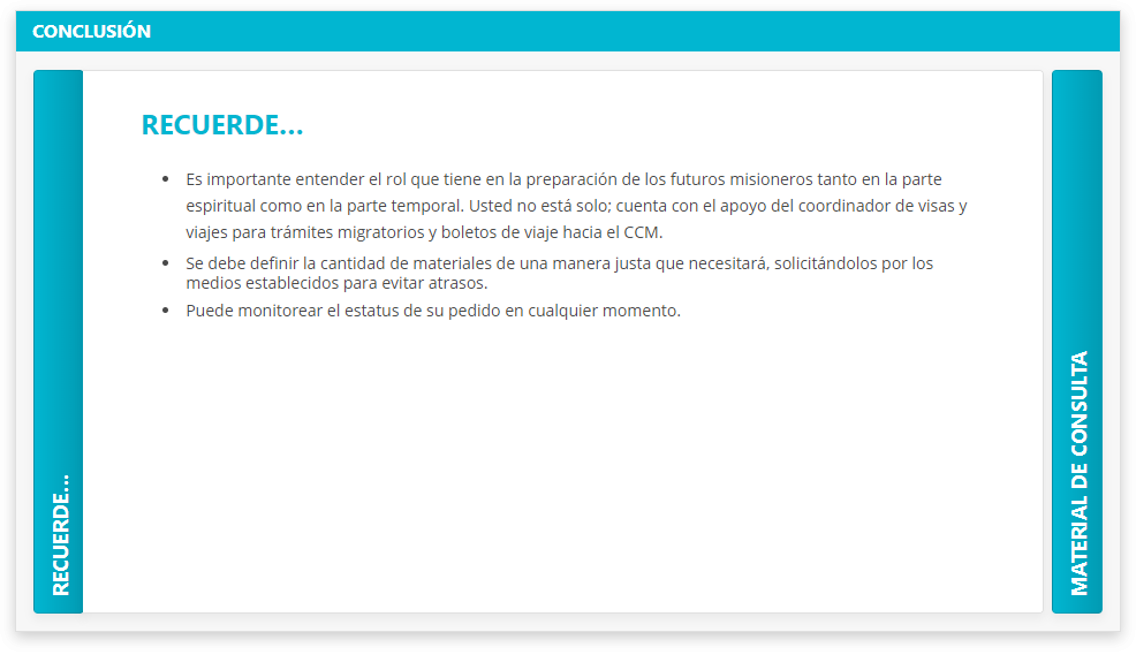 CONCLUSIÓN
RECUERDE...
RECUERDE...
• Es importante entender el rol que tiene en la preparación de los futuros misioneros tanto en la parte
espiritual como en la parte temporal. Usted no está solo; cuenta con el apoyo del coordinador de visas y
viajes para trámites migratorios y boletos de viaje hacia el CCM.
• Se debe definir la cantidad de materiales de una manera justa que necesitará, solicitándolos por los
medios establecidos para evitar atrasos.
• Puede monitorear el estatus de su pedido en cualquier momento.
MATERIAL DE CONSULTA